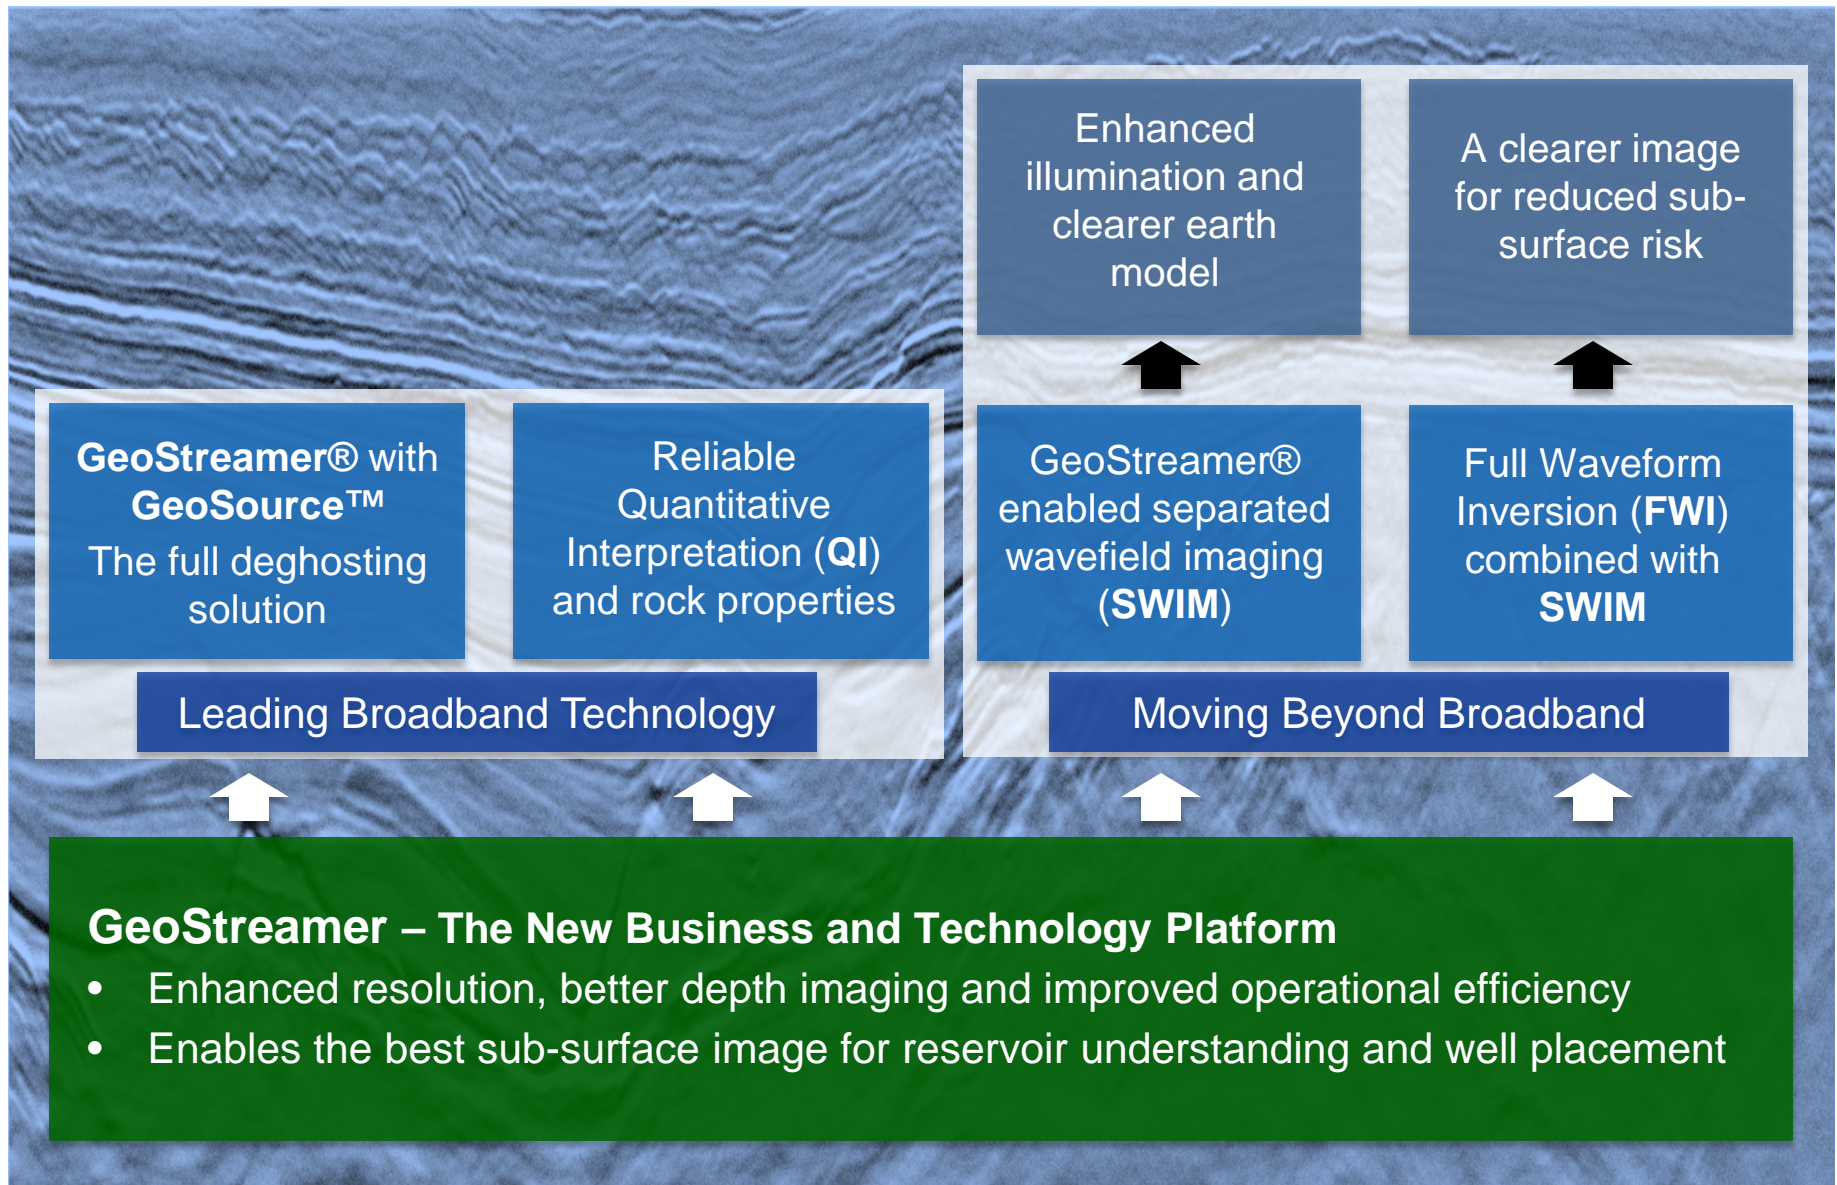 Enhanced
illumination and
clearer earth
model
A clearer image
for reduced sub-
surface risk
GeoStreamer® with
GeoSource™
The full deghosting
solution
Reliable
Quantitative
Interpretation (QI)
and rock properties
GeoStreamer®
enabled separated
wavefield imaging
(SWIM)
Full Waveform
Inversion (FWI)
combined with
SWIM
Leading Broadband Technology
Moving Beyond Broadband
GeoStreamer – The New Business and Technology Platform
• Enhanced resolution, better depth imaging and improved operational efficiency
• Enables the best sub-surface image for reservoir understanding and well placement